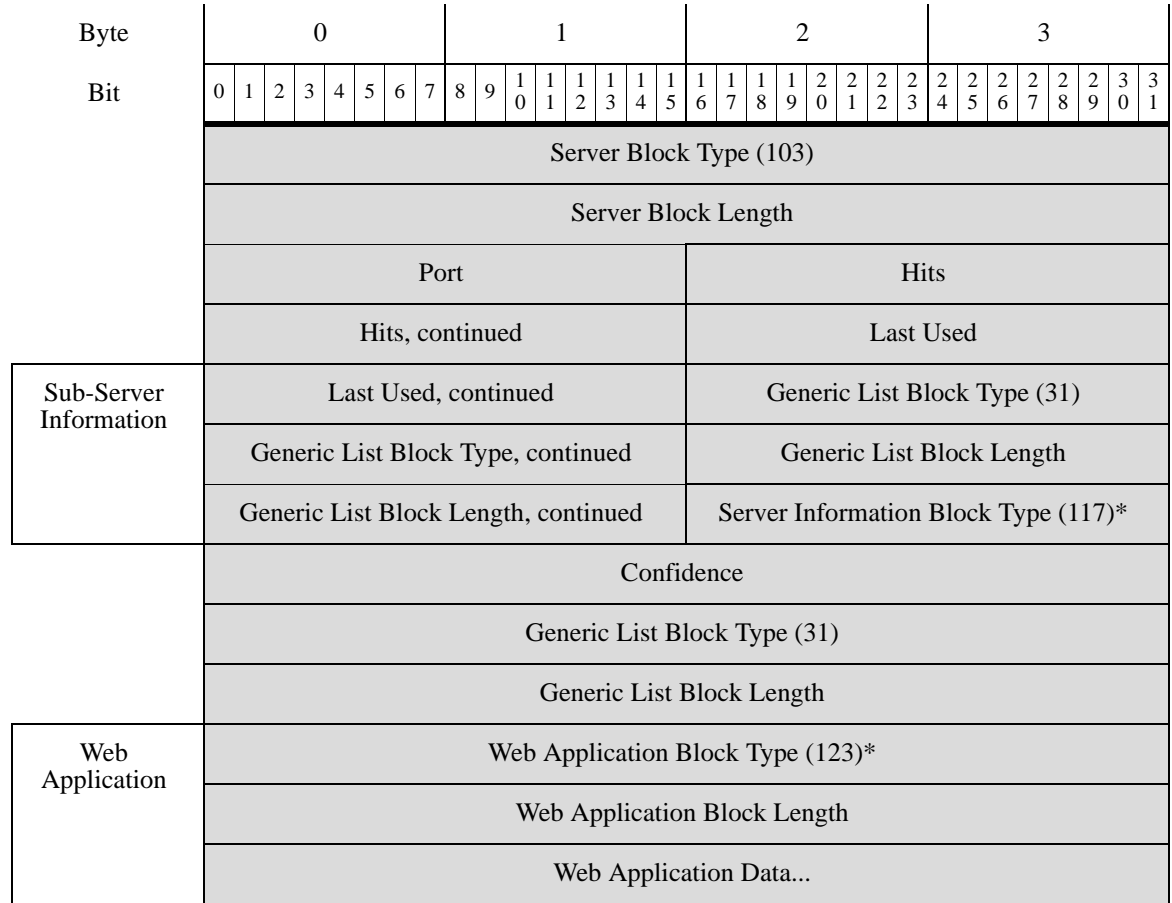 Byte 0 1 2 3
Bit 0 1 2 3 4 5 6 7 8 9 10 11 12 13 14 15 16 17 18 19 20 21 22 23 24 25 26 27 28 29 30 31
Server Block Type (103)
Server Block Length
Port Hits
Hits, continued Last Used
Sub-Server Last Used, continued Generic List Block Type (31)
Information
Generic List Block Type, continued Generic List Block Length
Generic List Block Length, continued Server Information Block Type (117)*
Confidence
Generic List Block Type (31)
Generic List Block Length
Web Web Application Block Type (123)*
Application
Web Application Block Length
Web Application Data...